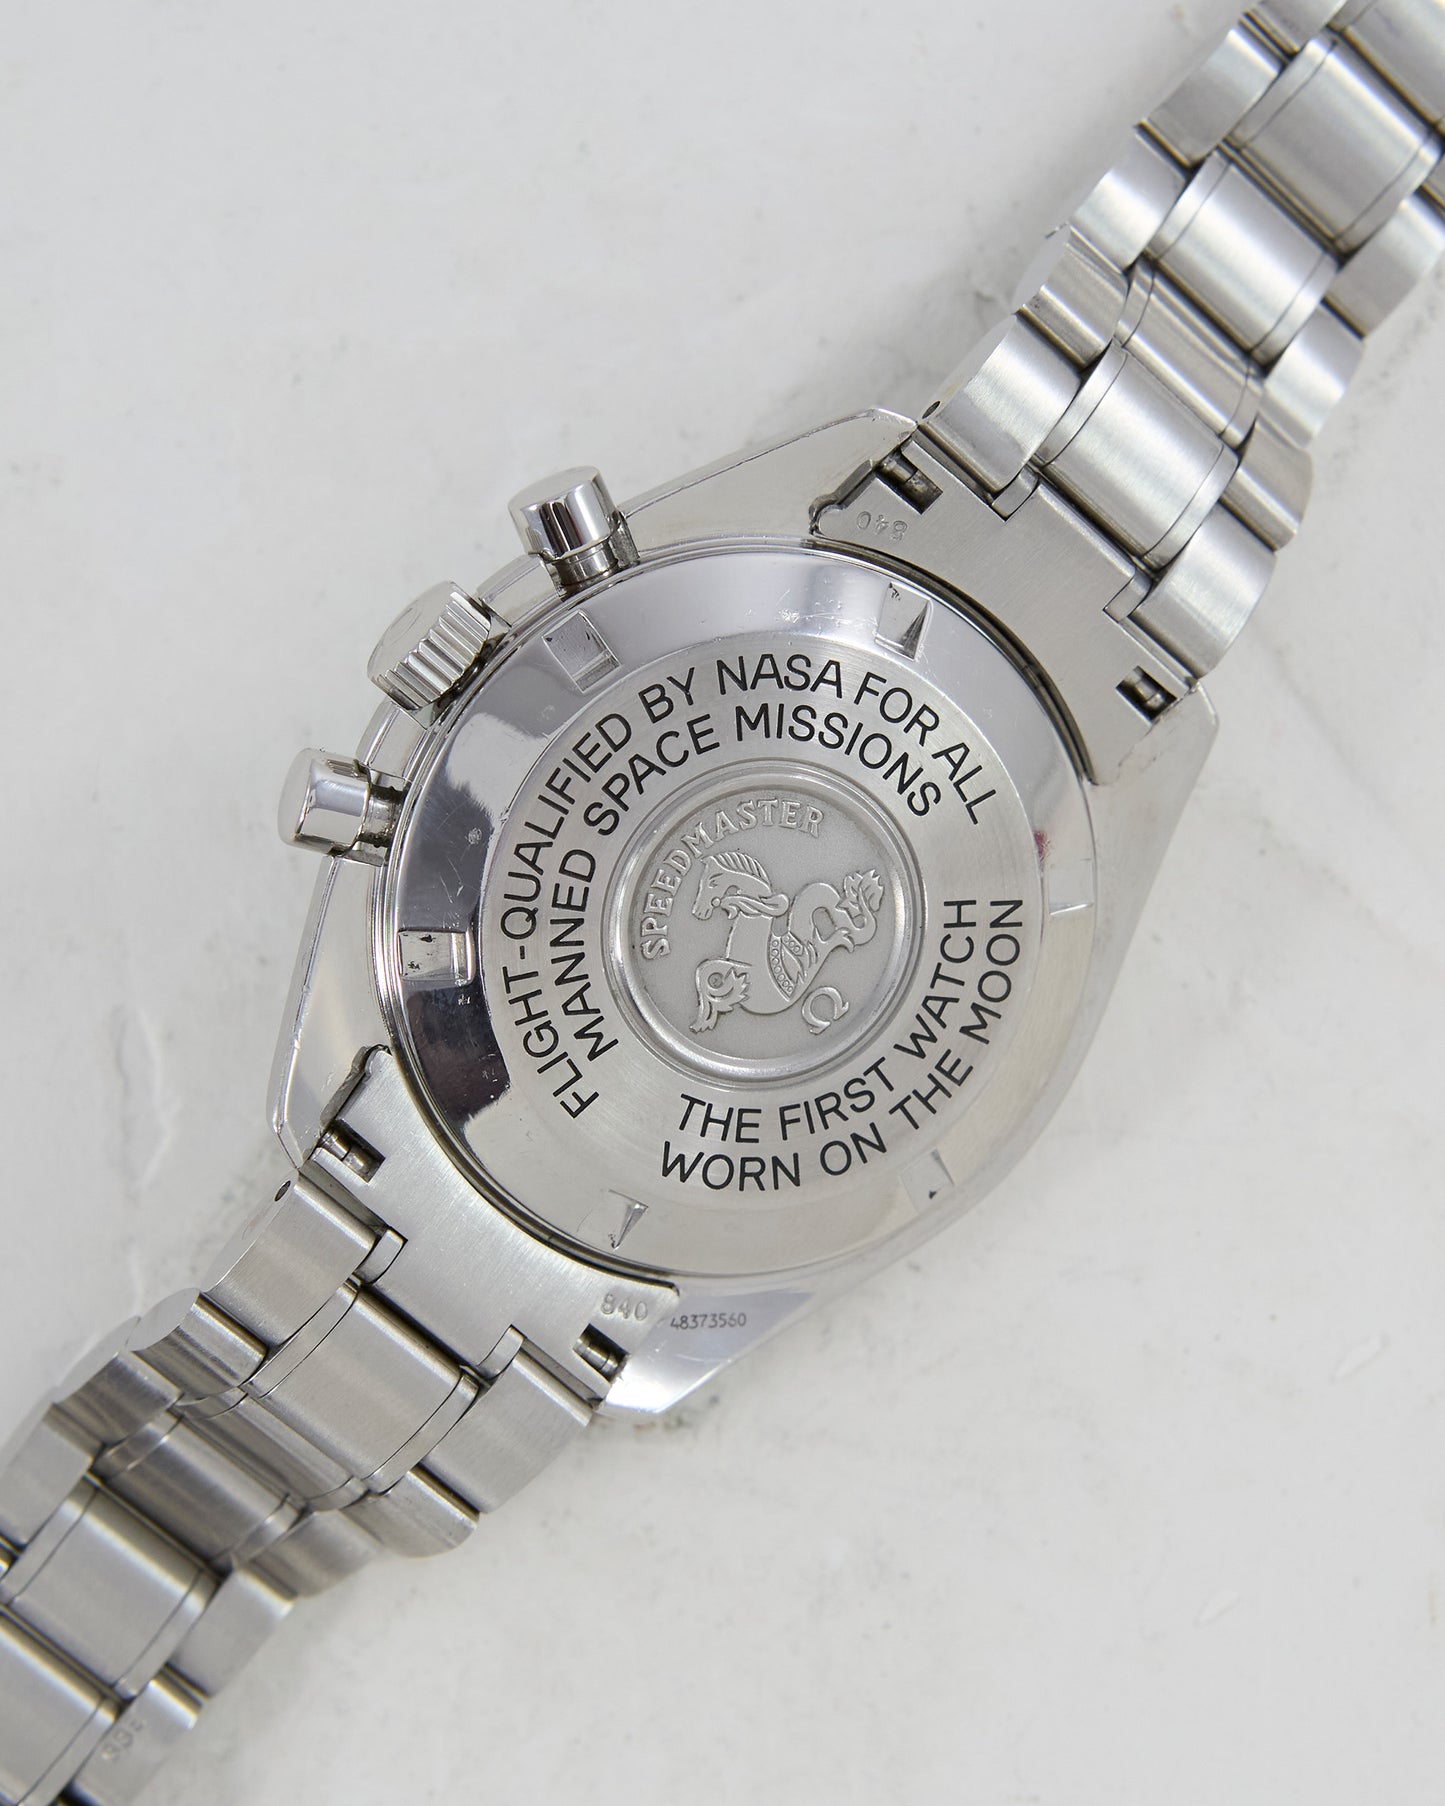 FLIGHT-QUALIFIED BY NASA FOR ALL
MANNED SPACE MISSIONS
SPEEDMASTER
Ω
THE FIRST WATCH
WORN ON THE MOON
840
840
48373560